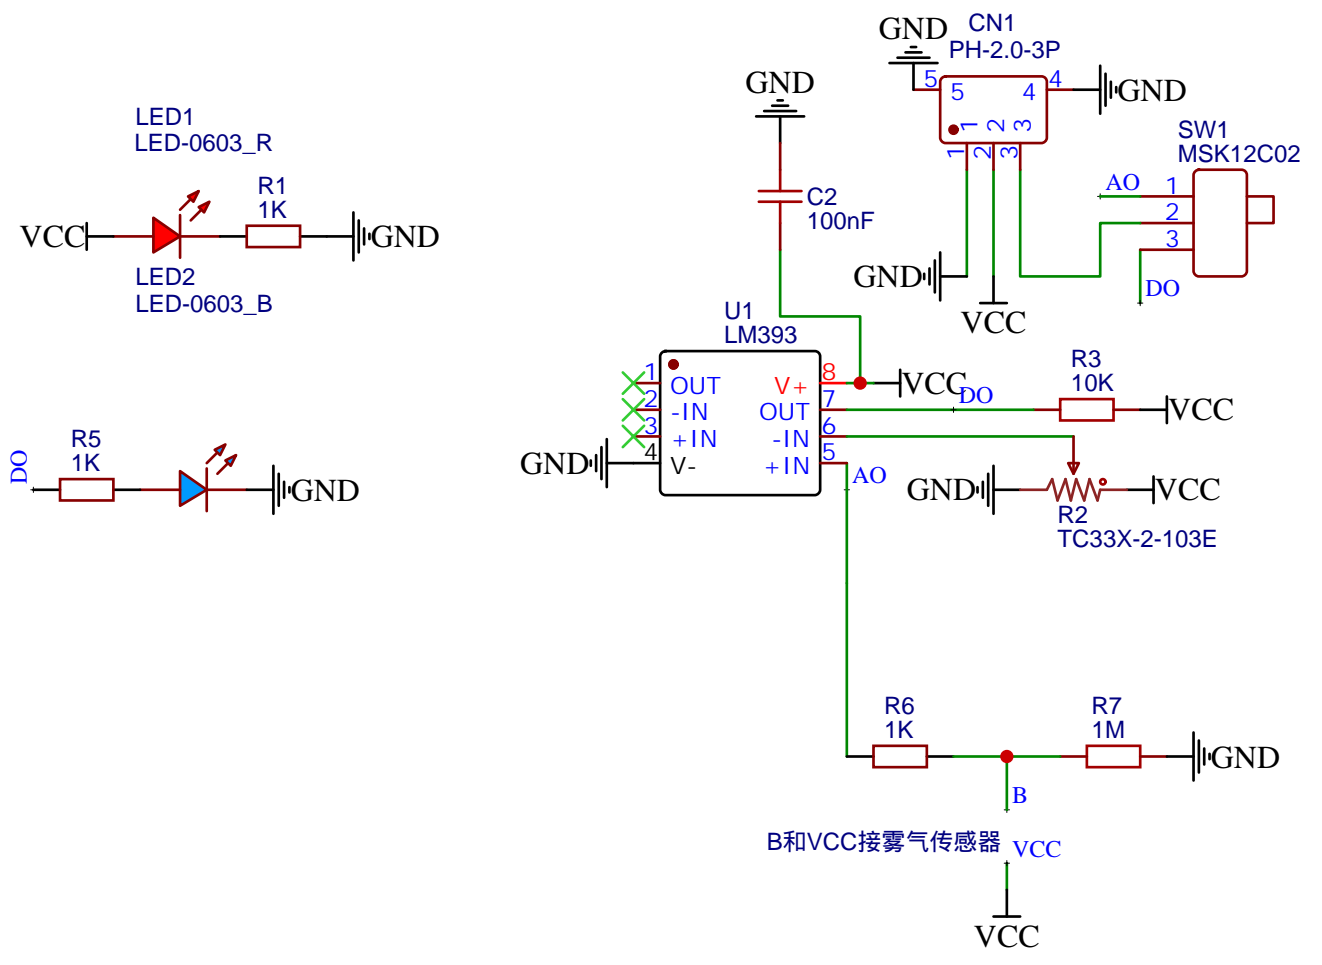 LED1
LED-0603_R
R1
1K
VCC
GND
LED2
LED-0603_B
DO
R5
1K
GND
GND
C2
100nF
GND
CN1
PH-2.0-3P
5
5
4
4
GND
1
2
3
1
2
3
GND
VCC
SW1
MSK12C02
AO
1
2
3
DO
U1
LM393
1
OUT
2
-IN
3
+IN
4
V-
GND
V+
8
VCC
OUT
7
DO
-IN
6
+IN
5
AO
R3
10K
VCC
GND
VCC
R2
TC33X-2-103E
R6
1K
R7
1M
GND
B
B和VCC接雾气传感器
VCC
VCC